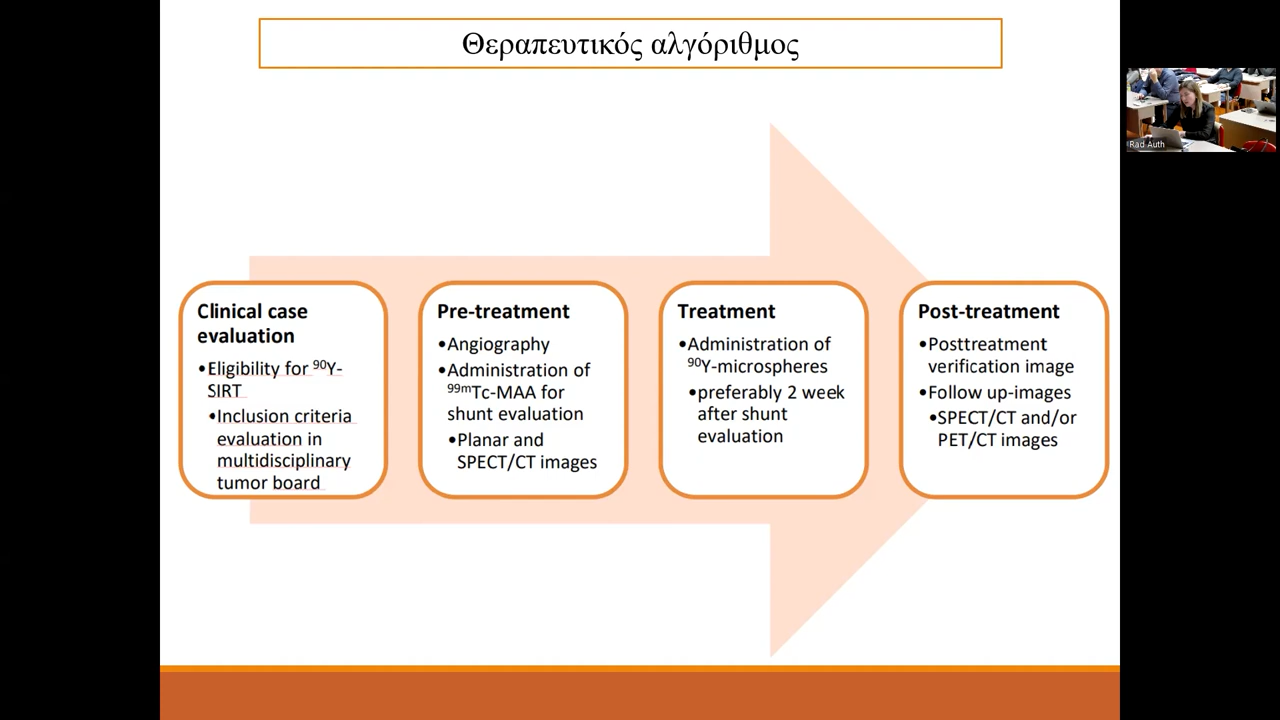 Θεραπευτικός αλγόριθμος
Clinical case
evaluation
•Eligibility for ⁹⁰Y-
SIRT
•Inclusion criteria
evaluation in
multidisciplinary
tumor board
Pre-treatment
•Angiography
•Administration of
⁹⁹ᵐTc-MAA for
shunt evaluation
•Planar and
SPECT/CT images
Treatment
•Administration of
⁹⁰Y-microspheres
•preferably 2 week
after shunt
evaluation
Post-treatment
•Posttreatment
verification image
•Follow up-images
•SPECT/CT and/or
PET/CT images
Rad Auth